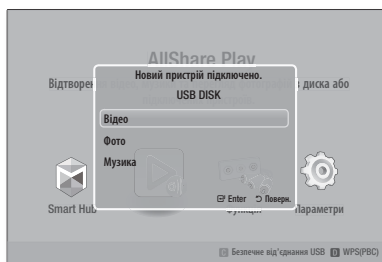 AllShare Play
Новий пристрій підключено.
Відтворен диска або
USB DISK
Відео
Фото
Музика
Enter Поверн.
Smart Hub Функція Параметри
C Безпечне від'єднання USB D WPS(PBC)